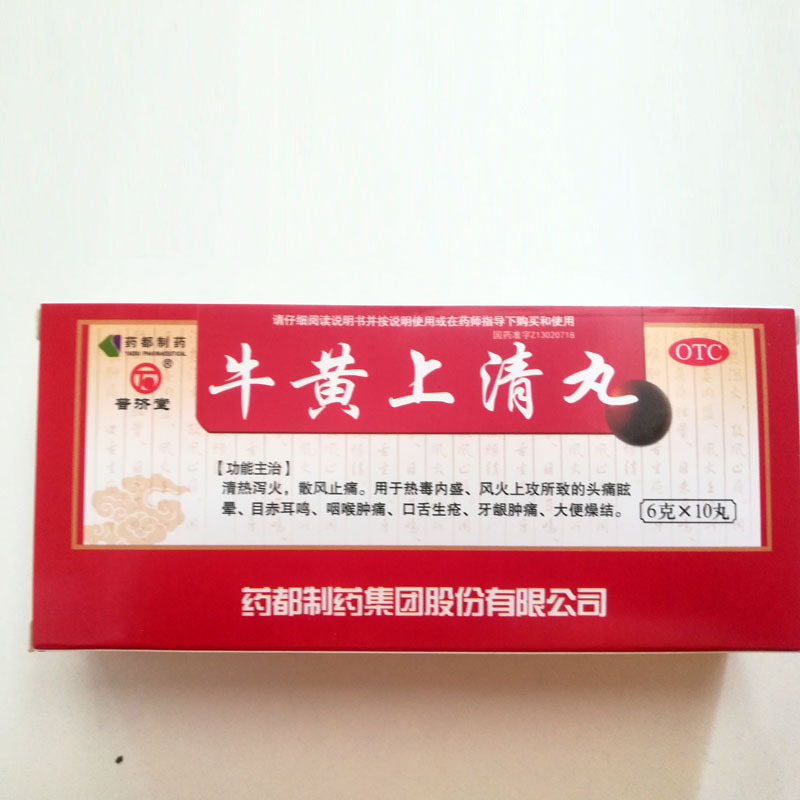 请仔细阅读说明书并按说明使用或在药师指导下购买和使用
国药准字Z13020718
药都制药
YAODU PHARMACEUTICAL
®
普济堂
牛黄上清丸
OTC
【功能主治】
清热泻火，散风止痛。用于热毒内盛、风火上攻所致的头痛眩
晕、目赤耳鸣、咽喉肿痛、口舌生疮、牙龈肿痛、大便燥结。
6克×10丸
药都制药集团股份有限公司